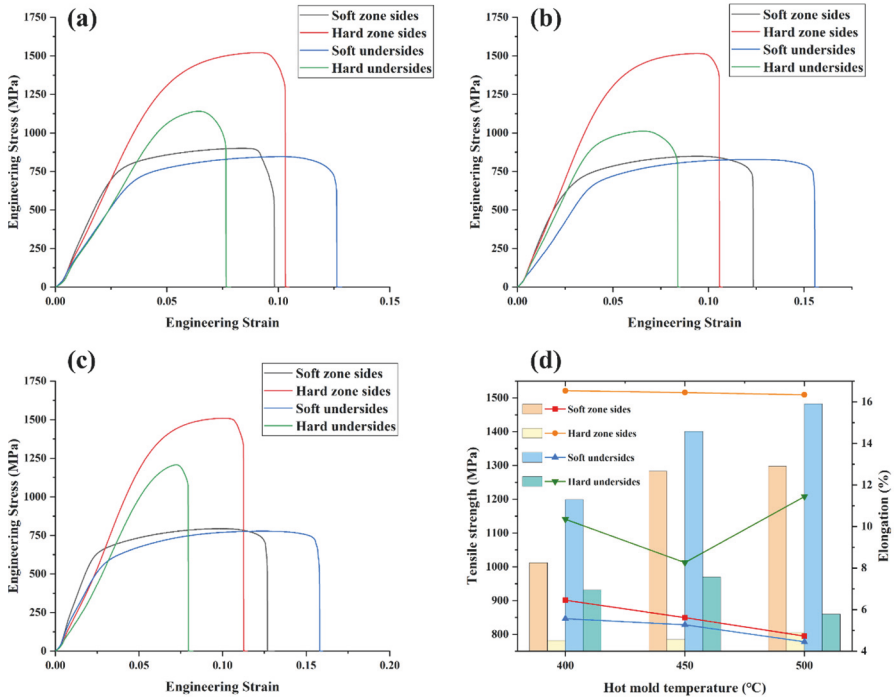 (a)
Soft zone sides
Hard zone sides
Soft undersides
Hard undersides
1750
1500
1250
1000
750
500
250
0
Engineering Stress (MPa)
0.00
0.05
0.10
0.15
Engineering Strain
(b)
Soft zone sides
Hard zone sides
Soft undersides
Hard undersides
1750
1500
1250
1000
750
500
250
0
Engineering Stress (MPa)
0.00
0.05
0.10
0.15
Engineering Strain
(c)
Soft zone sides
Hard zone sides
Soft undersides
Hard undersides
1750
1500
1250
1000
750
500
250
0
Engineering Stress (MPa)
0.00
0.05
0.10
0.15
0.20
Engineering Strain
(d)
Soft zone sides
Hard zone sides
Soft undersides
Hard undersides
1500
1400
1300
1200
1100
1000
900
800
Tensile strength (MPa)
16
14
12
10
8
6
4
Elongation (%)
400
450
500
Hot mold temperature (℃)